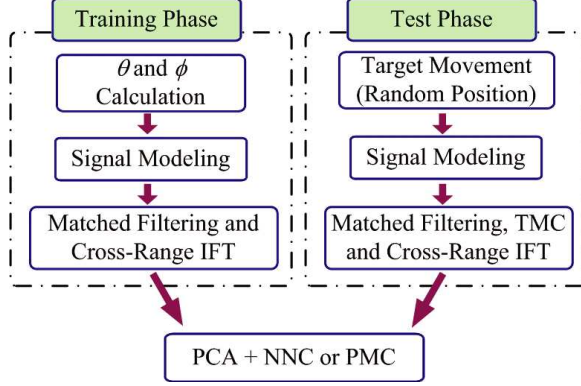 Training Phase
θ and ϕ
Calculation
Signal Modeling
Matched Filtering and
Cross-Range IFT
Test Phase
Target Movement
(Random Position)
Signal Modeling
Matched Filtering, TMC
and Cross-Range IFT
PCA + NNC or PMC